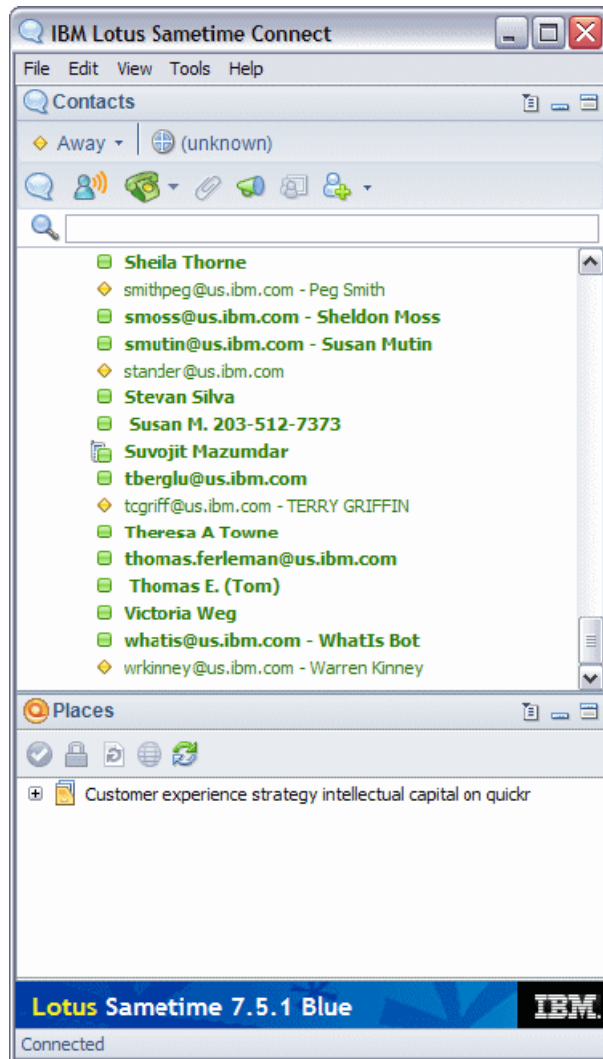 IBM Lotus Sametime Connect
File Edit View Tools Help
Contacts
Away (unknown)
Sheila Thorne
smithpeg@us.ibm.com - Peg Smith
smoss@us.ibm.com - Sheldon Moss
smutin@us.ibm.com - Susan Mutin
stander@us.ibm.com
Stevan Silva
Susan M. 203-512-7373
Suvojit Mazumdar
tberglu@us.ibm.com
tcgriff@us.ibm.com - TERRY GRIFFIN
Theresa A Towne
thomas.ferleman@us.ibm.com
Thomas E. (Tom)
Victoria Weg
whatis@us.ibm.com - WhatIs Bot
wrkinney@us.ibm.com - Warren Kinney
Places
Customer experience strategy intellectual capital on quickr
Lotus Sametime 7.5.1 Blue IBM.
Connected